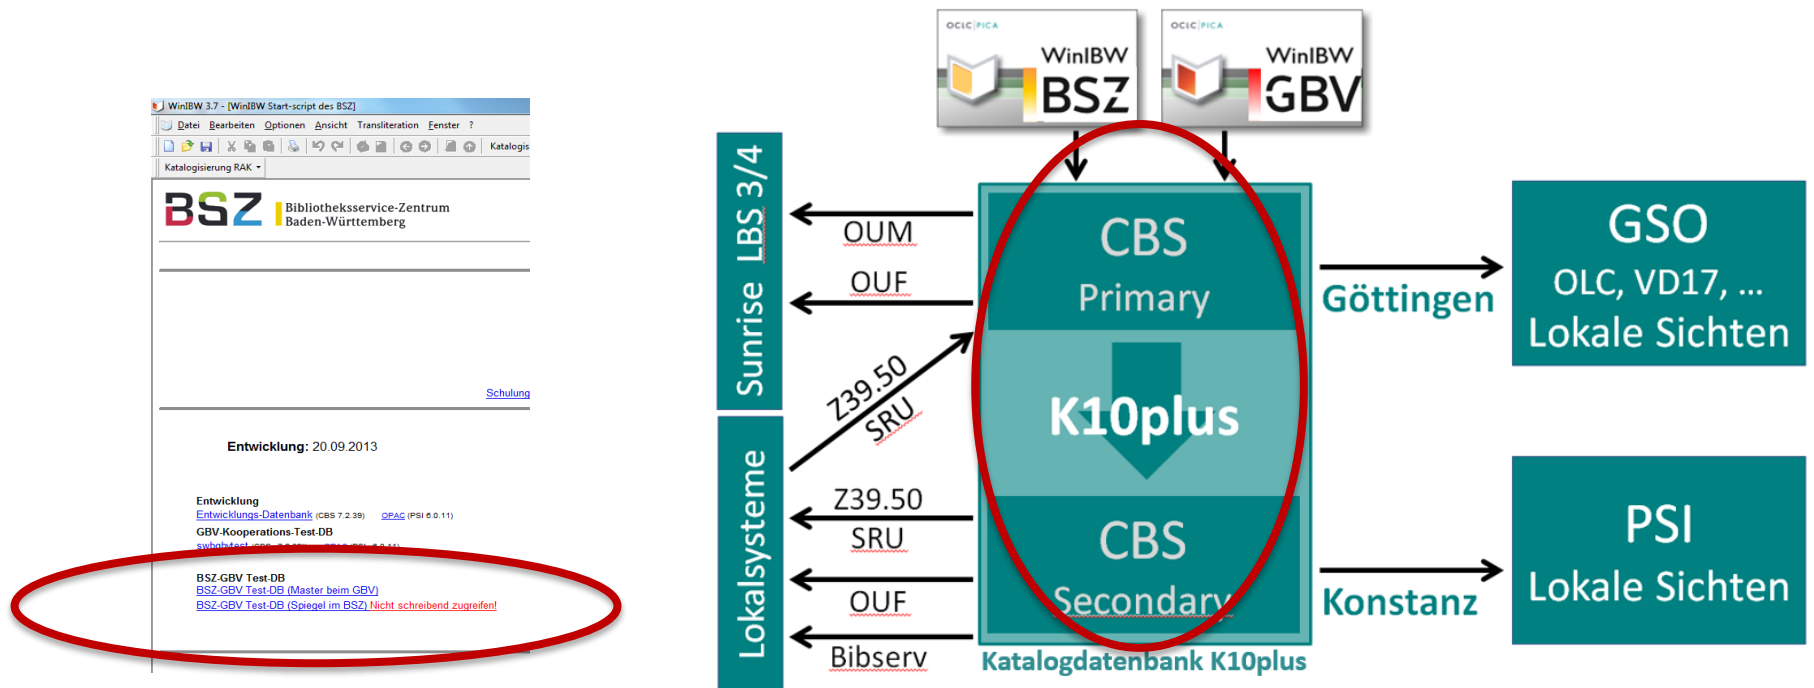 WinIBW 3.7 - [WinIBW Start-script des BSZ]
Datei Bearbeiten Optionen Ansicht Transliteration Fenster ?
Katalogis
Katalogisierung RAK
BSZ
Bibliotheksservice-Zentrum
Baden-Württemberg
Schulung
Entwicklung: 20.09.2013
Entwicklung
Entwicklungs-Datenbank (CBS 7.2.39) OPAC (PSI 6.0.11)
GBV-Kooperations-Test-DB
BSZ-GBV Test-DB
BSZ-GBV Test-DB (Master beim GBV)
BSZ-GBV Test-DB (Spiegel im BSZ) Nicht schreibend zugreifen!
OCLC PICA
WinIBW
BSZ
OCLC PICA
WinIBW
GBV
Sunrise LBS 3/4
Lokalsysteme
OUM
OUF
Z39.50
SRU
Z39.50
SRU
OUF
Bibserv
CBS
Primary
K10plus
CBS
Secondary
Katalogdatenbank K10plus
Göttingen
Konstanz
GSO
OLC, VD17, ...
Lokale Sichten
PSI
Lokale Sichten